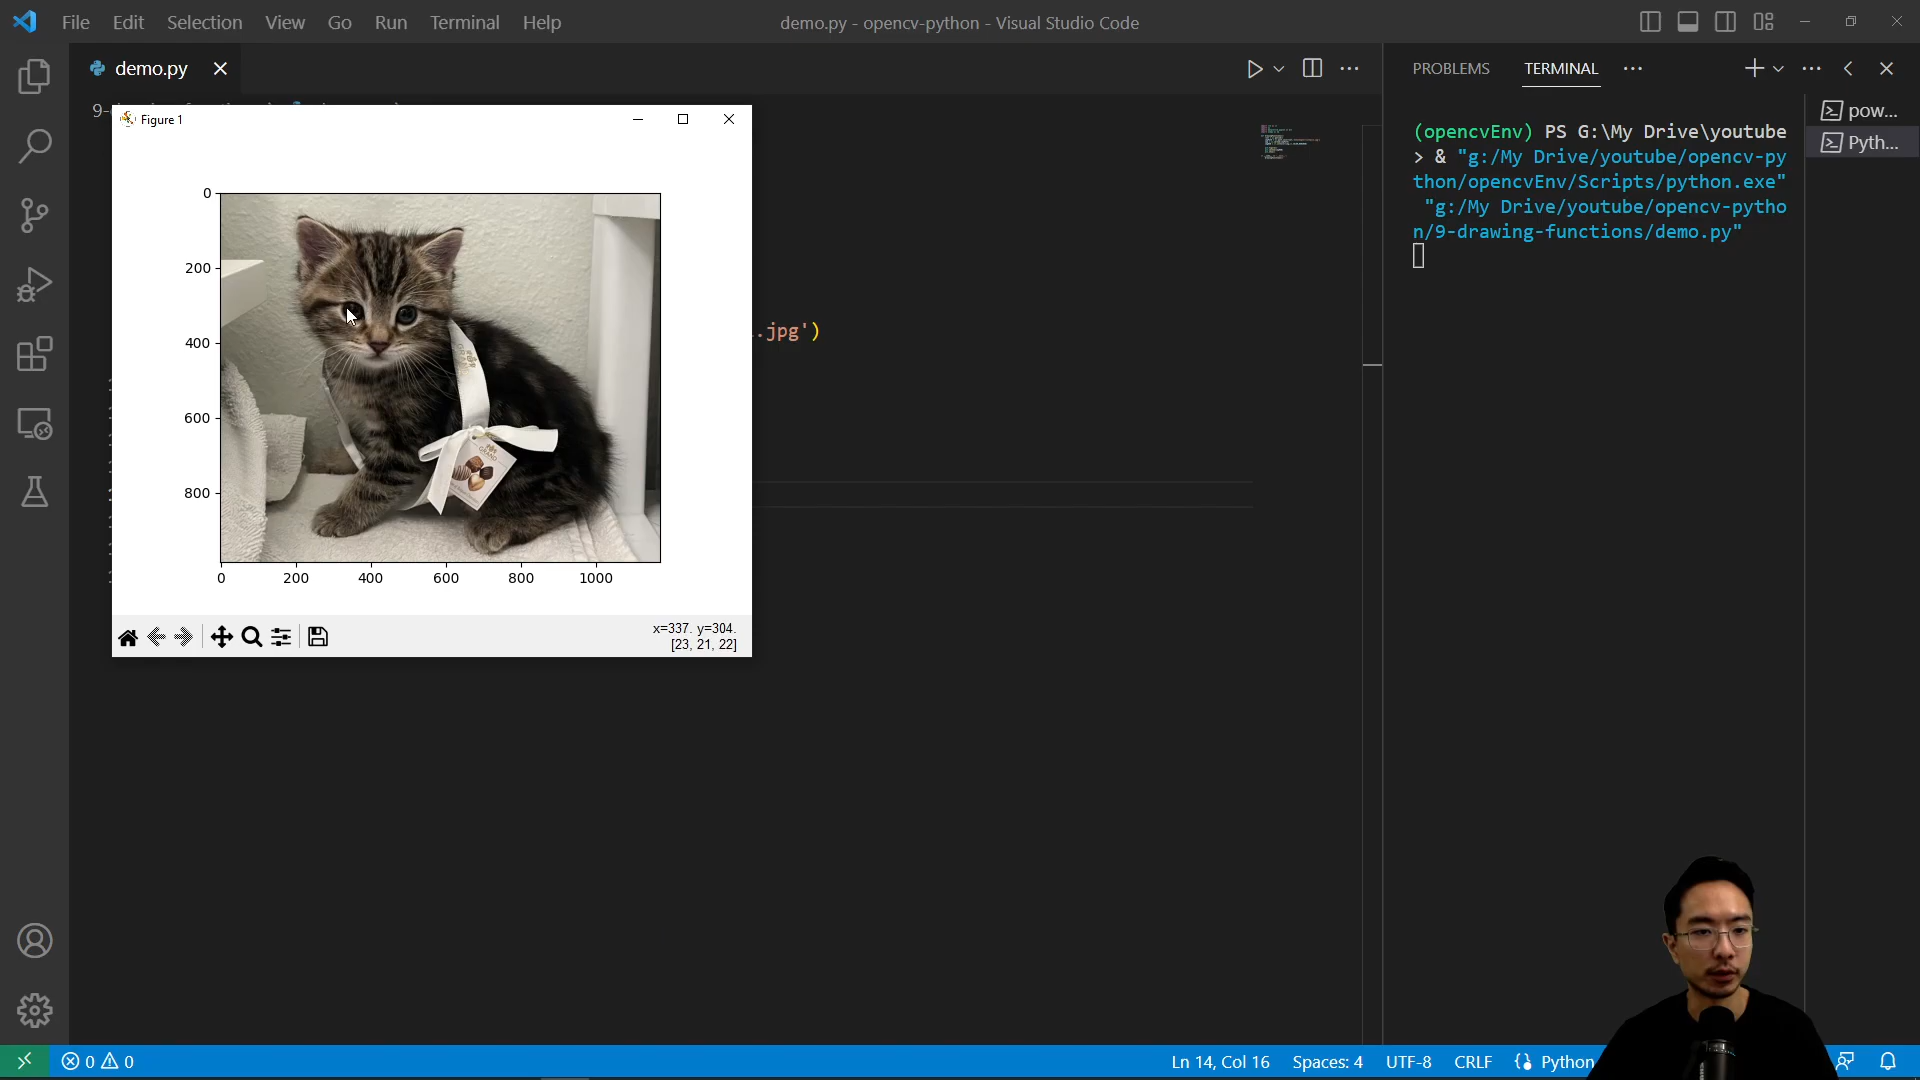 File Edit Selection View Go Run Terminal Help
demo.py - opencv-python - Visual Studio Code
demo.py
PROBLEMS TERMINAL
9-
Figure 1
.jpg')
0
200
400
600
800
0 200 400 600 800 1000
GRAND
x=337. y=304.
[23, 21, 22]
(opencvEnv) PS G:\My Drive\youtube
> & "g:/My Drive/youtube/opencv-py
thon/opencvEnv/Scripts/python.exe"
"g:/My Drive/youtube/opencv-pytho
n/9-drawing-functions/demo.py"
pow...
Pyth...
0 0
Ln 14, Col 16 Spaces: 4 UTF-8 CRLF Python